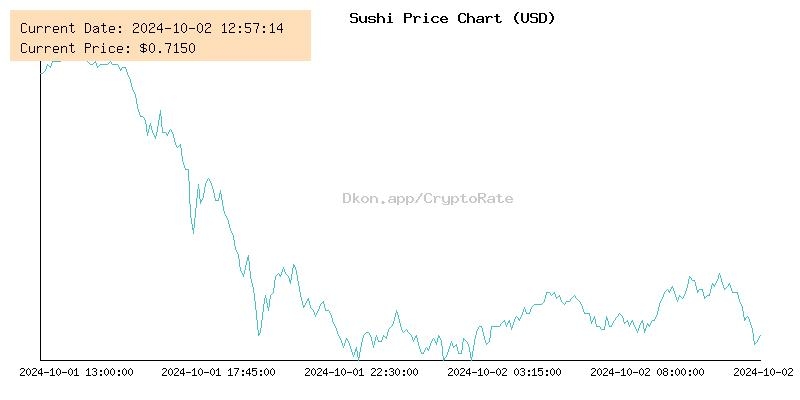 Sushi Price Chart (USD)
Current Date: 2024-10-02 12:57:14
Current Price: $0.7150
Dkon.app/CryptoRate
2024-10-01 13:00:00 2024-10-01 17:45:00 2024-10-01 22:30:00 2024-10-02 03:15:00 2024-10-02 08:00:00 2024-10-02